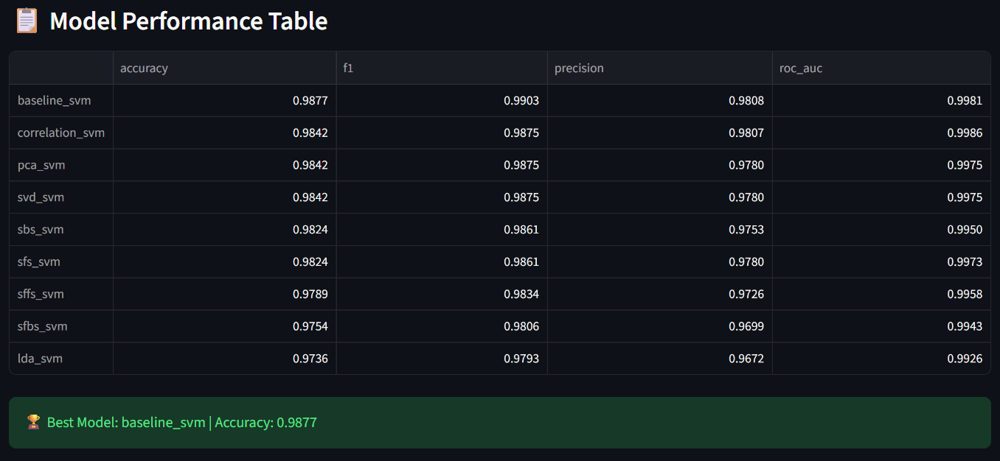 📋 Model Performance Table
accuracy f1 precision roc_auc
baseline_svm 0.9877 0.9903 0.9808 0.9981
correlation_svm 0.9842 0.9875 0.9807 0.9986
pca_svm 0.9842 0.9875 0.9780 0.9975
svd_svm 0.9842 0.9875 0.9780 0.9975
sbs_svm 0.9824 0.9861 0.9753 0.9950
sfs_svm 0.9824 0.9861 0.9780 0.9973
sffs_svm 0.9789 0.9834 0.9726 0.9958
sfbs_svm 0.9754 0.9806 0.9699 0.9943
lda_svm 0.9736 0.9793 0.9672 0.9926
🏆 Best Model: baseline_svm | Accuracy: 0.9877